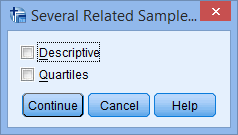 Several Related Sample...
Descriptive
Quartiles
Continue Cancel Help